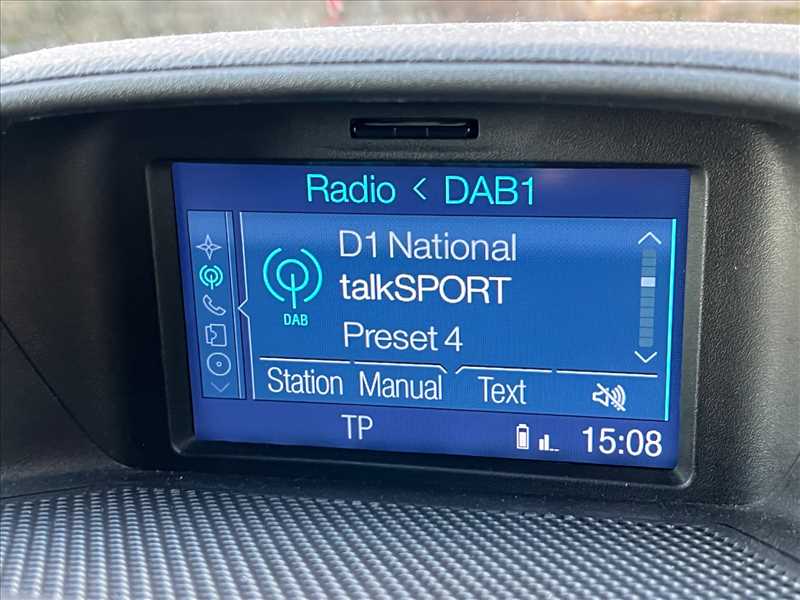 Radio < DAB1
D1 National
talkSPORT
DAB
Preset 4
Station Manual Text
TP 15:08